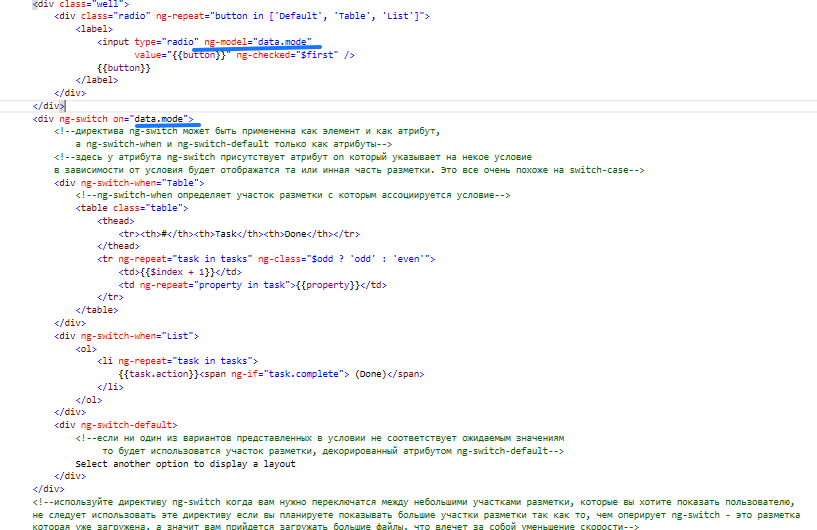 <div class="well">
<div class="radio" ng-repeat="button in ['Default', 'Table', 'List']">
<label>
<input type="radio" ng-model="data.mode"
value="{{button}}" ng-checked="$first" />
{{button}}
</label>
</div>
</div>
<div ng-switch on="data.mode">
<!--директива ng-switch может быть примененна как элемент и как атрибут,
а ng-switch-when и ng-switch-default только как атрибуты-->
<!--здесь у атрибута ng-switch присутствует атрибут on который указывает на некое условие
в зависимости от условия будет отображатся та или инная часть разметки. Это все очень похоже на switch-case-->
<div ng-switch-when="Table">
<!--ng-switch-when определяет участок разметки с которым ассоциируется условие-->
<table class="table">
<thead>
<tr><th>#</th><th>Task</th><th>Done</th></tr>
</thead>
<tr ng-repeat="task in tasks" ng-class="$odd ? 'odd' : 'even'">
<td>{{$index + 1}}</td>
<td ng-repeat="property in task">{{property}}</td>
</tr>
</table>
</div>
<div ng-switch-when="List">
<ol>
<li ng-repeat="task in tasks">
{{task.action}}<span ng-if="task.complete"> (Done)</span>
</li>
</ol>
</div>
<div ng-switch-default>
<!--если ни один из вариантов представленных в условии не соответствует ожидаемым значениям
то будет использоватся участок разметки, декорированный атрибутом ng-switch-default-->
Select another option to display a layout
</div>
</div>
<!--используйте директиву ng-switch когда вам нужно переключатся между небольшими участками разметки, которые вы хотите показать пользователю,
не следует использовать эте директиву если вы планируете показывать большие участки разметки так как то, чем оперирует ng-switch - это разметка
которая уже загружена, а значит вам прийдется загружать большие файлы, что влечет за собой уменьшение скорости-->